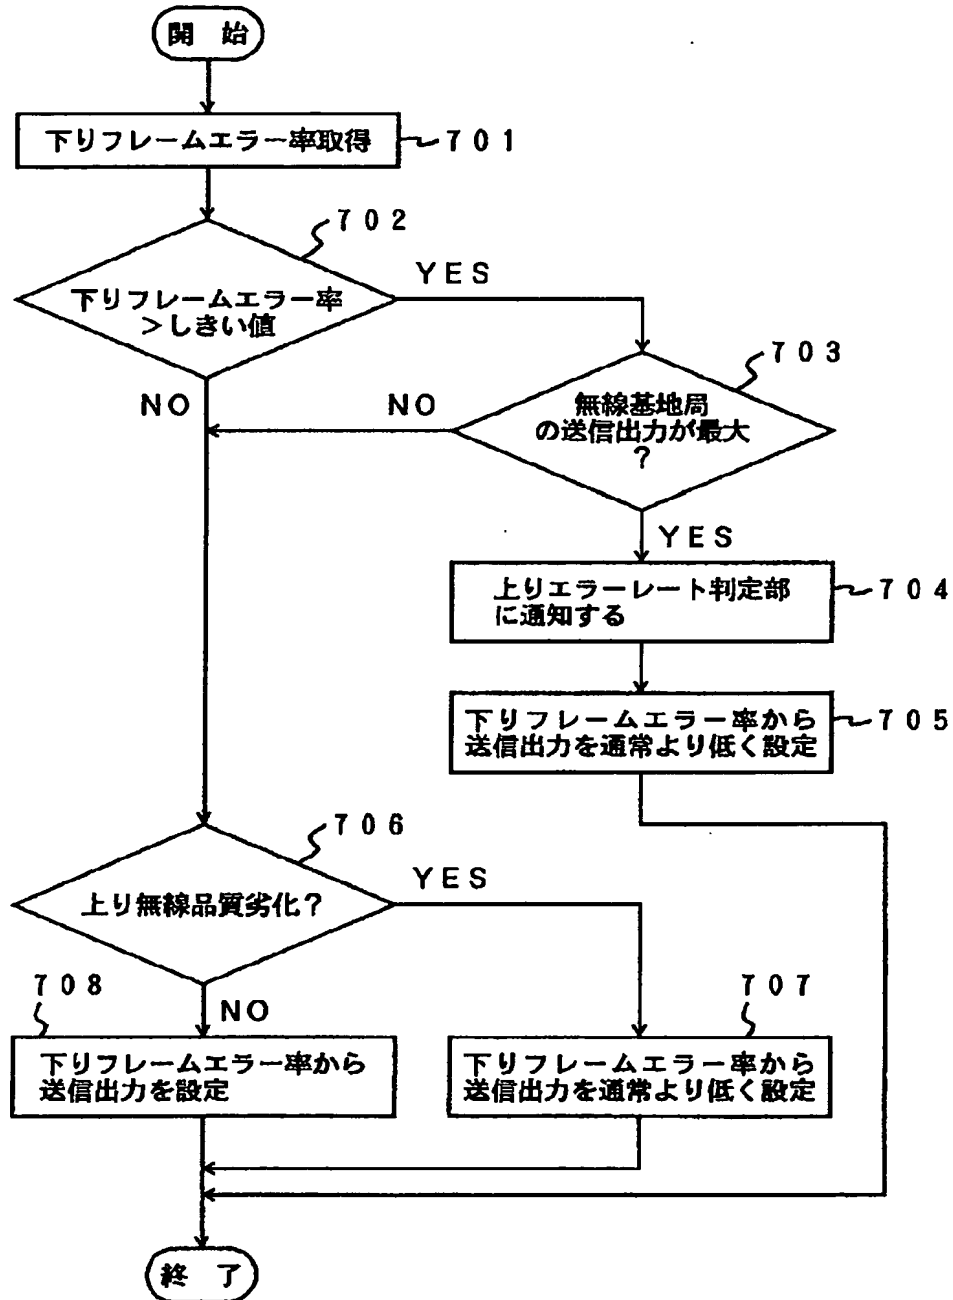 開 始
下りフレームエラー率取得
701
702
YES
下りフレームエラー率
＞しきい値
703
NO
NO
無線基地局
の送信出力が最大
？
YES
上りエラーレート判定部
に通知する
704
下りフレームエラー率から
送信出力を通常より低く設定
705
706
YES
上り無線品質劣化？
708
NO
707
下りフレームエラー率から
送信出力を設定
下りフレームエラー率から
送信出力を通常より低く設定
終 了